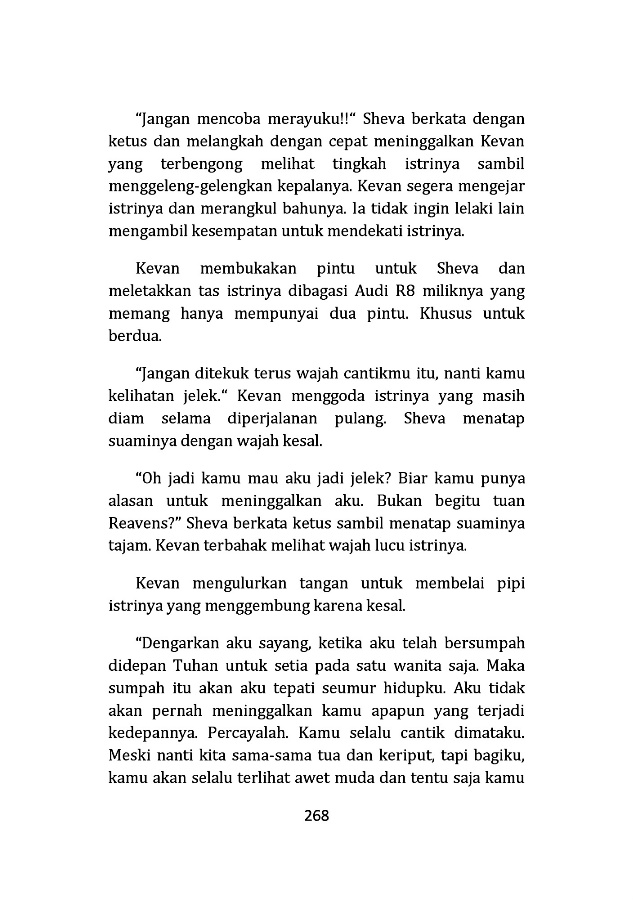 “Jangan mencoba merayuku!!“ Sheva berkata dengan
ketus dan melangkah dengan cepat meninggalkan Kevan
yang terbengong melihat tingkah istrinya sambil
menggeleng-gelengkan kepalanya. Kevan segera mengejar
istrinya dan merangkul bahunya. Ia tidak ingin lelaki lain
mengambil kesempatan untuk mendekati istrinya.
Kevan membukakan pintu untuk Sheva dan
meletakkan tas istrinya dibagasi Audi R8 miliknya yang
memang hanya mempunyai dua pintu. Khusus untuk
berdua.
“Jangan ditekuk terus wajah cantikmu itu, nanti kamu
kelihatan jelek.“ Kevan menggoda istrinya yang masih
diam selama diperjalanan pulang. Sheva menatap
suaminya dengan wajah kesal.
“Oh jadi kamu mau aku jadi jelek? Biar kamu punya
alasan untuk meninggalkan aku. Bukan begitu tuan
Reavens?” Sheva berkata ketus sambil menatap suaminya
tajam. Kevan terbahak melihat wajah lucu istrinya.
Kevan mengulurkan tangan untuk membelai pipi
istrinya yang menggembung karena kesal.
“Dengarkan aku sayang, ketika aku telah bersumpah
didepan Tuhan untuk setia pada satu wanita saja. Maka
sumpah itu akan aku tepati seumur hidupku. Aku tidak
akan pernah meninggalkan kamu apapun yang terjadi
kedepannya. Percayalah. Kamu selalu cantik dimataku.
Meski nanti kita sama-sama tua dan keriput, tapi bagiku,
kamu akan selalu terlihat awet muda dan tentu saja kamu
268